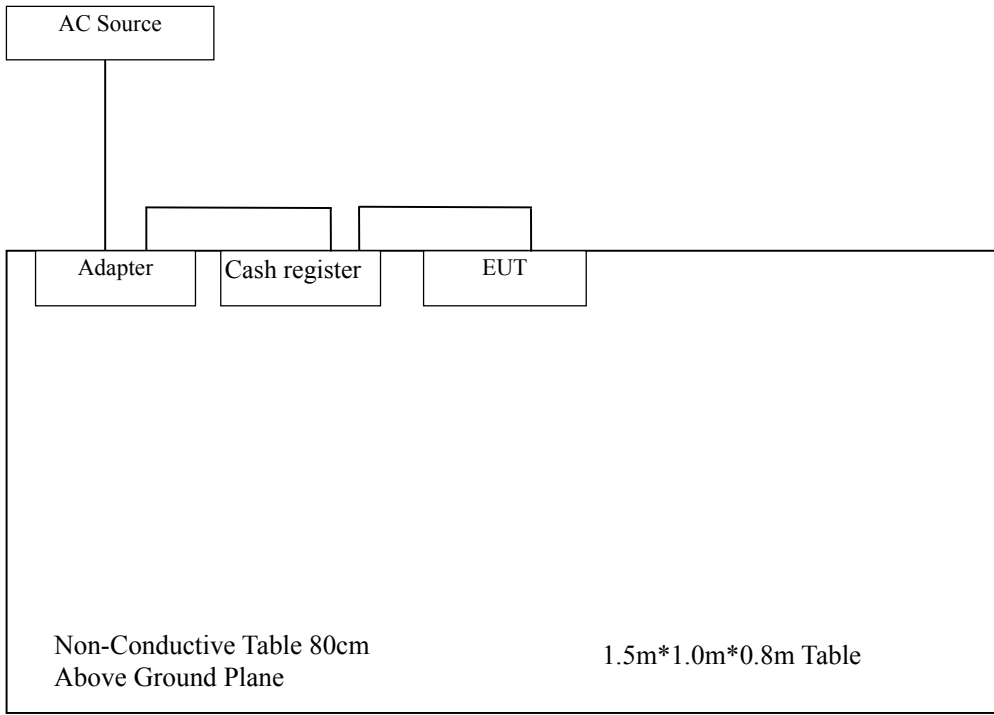 AC Source
Adapter
Cash register
EUT
Non-Conductive Table 80cm
Above Ground Plane
1.5m*1.0m*0.8m Table